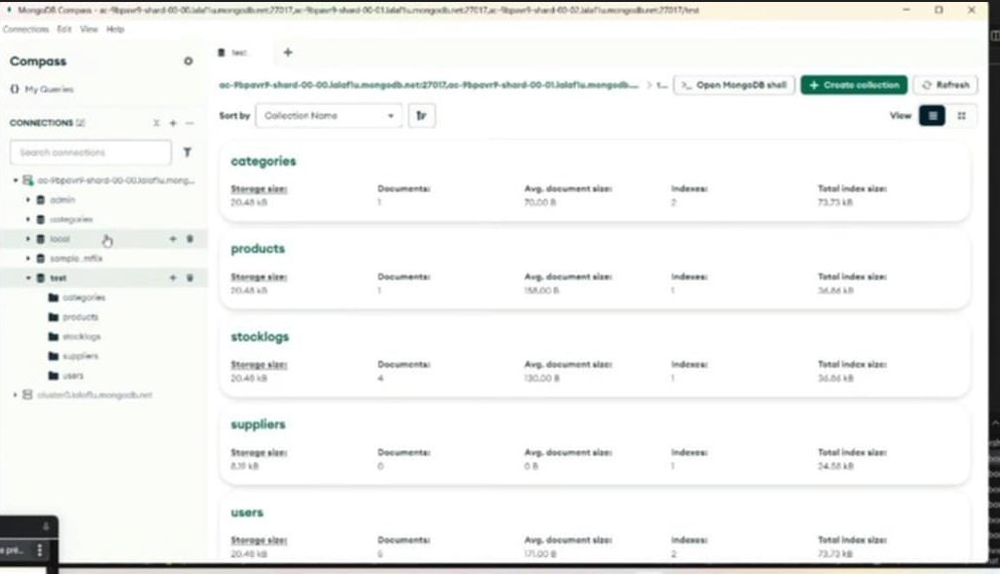 MongoDB Compass - ac-9bpavr9-shard-00-00.lalaf1u.mongodb.net:27017,ac-9bpavr9-shard-00-01.lalaf1u.mongodb.net:27017,ac-9bpavr9-shard-00-02.lalaf1u.mongodb.net:27017/test
Connections Edit View Help
Compass
{} My Queries
CONNECTIONS (2)
Search connections
ac-9bpavr9-shard-00-00.lalaf1u.mong...
admin
categories
local
sample_mflix
test
categories
products
stocklogs
suppliers
users
cluster0.lalaf1u.mongodb.net
test
ac-9bpavr9-shard-00-00.lalaf1u.mongodb.net:27017,ac-9bpavr9-shard-00-01.lalaf1u.mongodb.... > t... >_ Open MongoDB shell + Create collection Refresh
Sort by Collection Name View
categories
Storage size: Documents: Avg. document size: Indexes: Total index size:
20.48 kB 1 70.00 B 2 73.73 kB
products
Storage size: Documents: Avg. document size: Indexes: Total index size:
20.48 kB 1 158.00 B 1 36.86 kB
stocklogs
Storage size: Documents: Avg. document size: Indexes: Total index size:
20.48 kB 4 130.00 B 1 36.86 kB
suppliers
Storage size: Documents: Avg. document size: Indexes: Total index size:
8.19 kB 0 0 B 1 24.58 kB
users
Storage size: Documents: Avg. document size: Indexes: Total index size:
20.48 kB 5 171.00 B 2 73.73 kB
e pré...